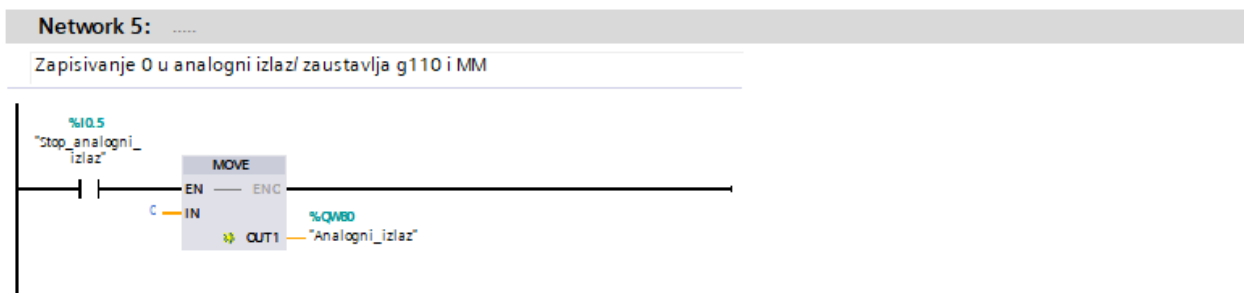 Network 5: .....
Zapisivanje 0 u analogni izlaz/ zaustavlja g110 i MM
%I0.5
"Stop_analogni_
izlaz"
MOVE
EN ENO
IN
%QW80
OUT1 "Analogni_izlaz"